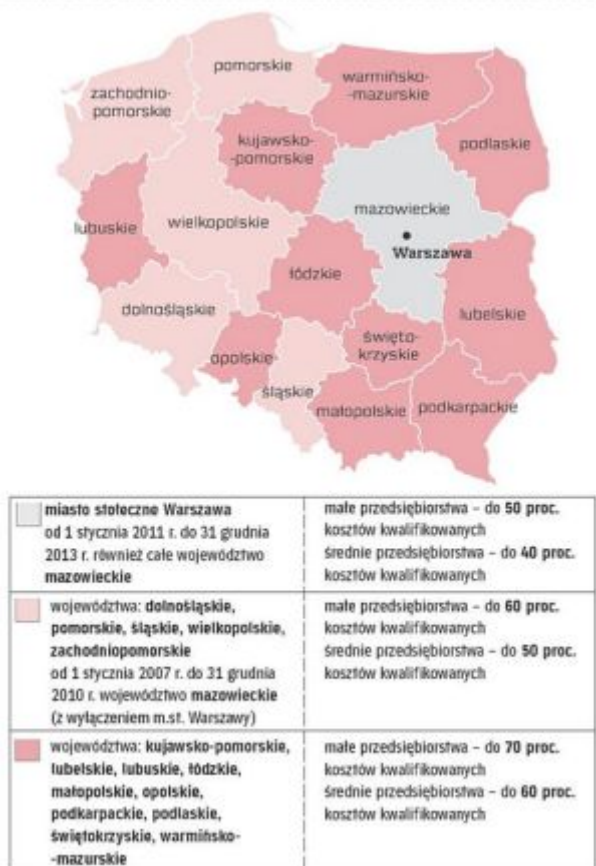 pomorskie
warmińsko-
-mazurskie
zachodnio-
pomorskie
kujawsko-
-pomorskie
podlaskie
mazowieckie
wielkopolskie
lubuskie
Warszawa
łódzkie
dolnośląskie
lubelskie
święto-
krzyskie
opolskie
śląskie
małopolskie
podkarpackie
miasto stołeczne Warszawa
od 1 stycznia 2011 r. do 31 grudnia
2013 r. również całe województwo
mazowieckie
małe przedsiębiorstwa – do 50 proc.
kosztów kwalifikowanych
średnie przedsiębiorstwa – do 40 proc.
kosztów kwalifikowanych
województwa: dolnośląskie,
pomorskie, śląskie, wielkopolskie,
zachodniopomorskie
od 1 stycznia 2007 r. do 31 grudnia
2010 r. województwo mazowieckie
(z wyłączeniem m.st. Warszawy)
małe przedsiębiorstwa – do 60 proc.
kosztów kwalifikowanych
średnie przedsiębiorstwa – do 50 proc.
kosztów kwalifikowanych
województwa: kujawsko-pomorskie,
lubelskie, lubuskie, łódzkie,
małopolskie, opolskie,
podkarpackie, podlaskie,
świętokrzyskie, warmińsko-
-mazurskie
małe przedsiębiorstwa – do 70 proc.
kosztów kwalifikowanych
średnie przedsiębiorstwa – do 60 proc.
kosztów kwalifikowanych